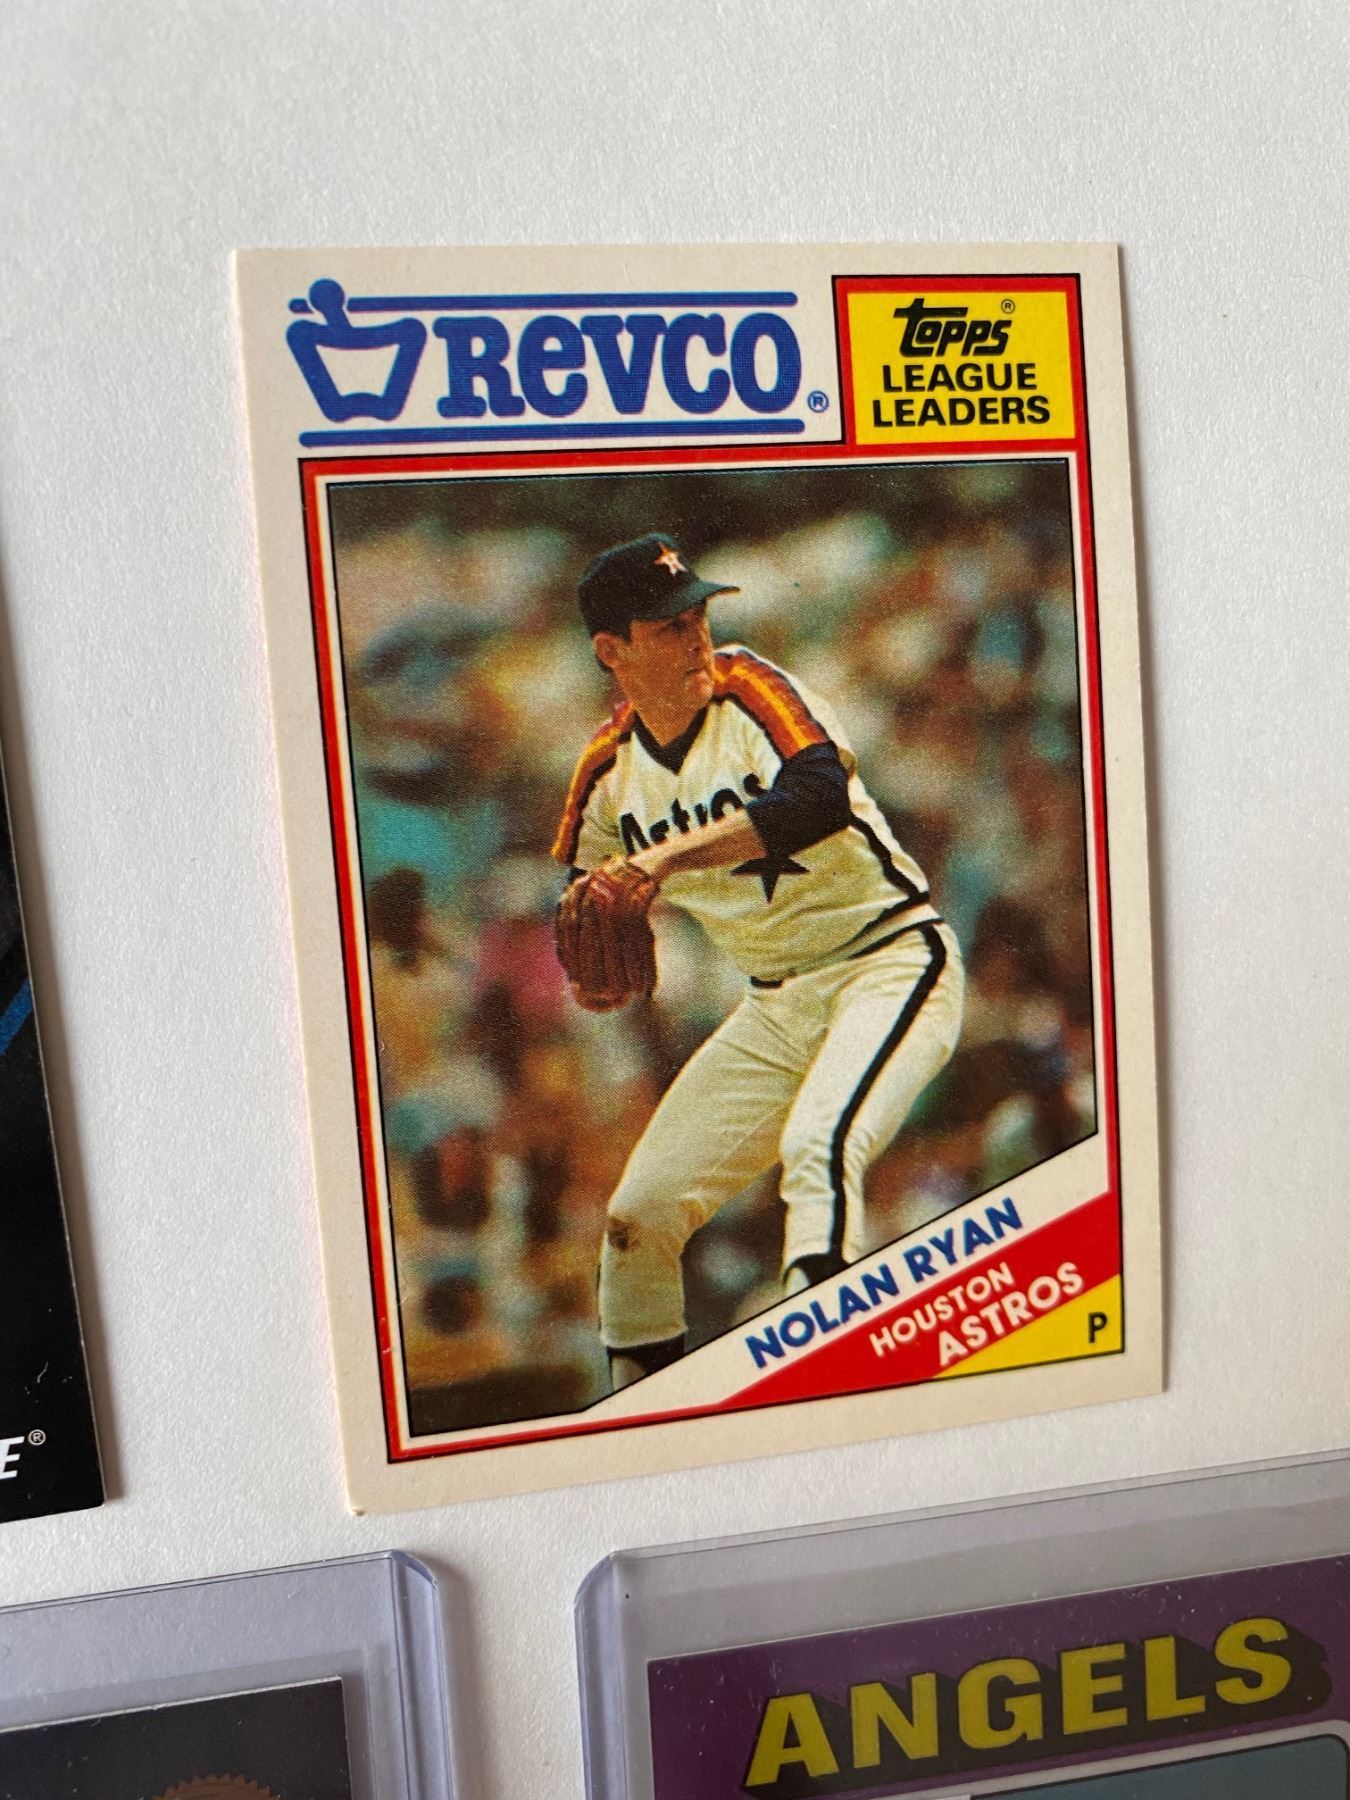 REVCO®
Topps®
LEAGUE
LEADERS
Astros
NOLAN RYAN
HOUSTON
ASTROS
P
E®
ANGELS